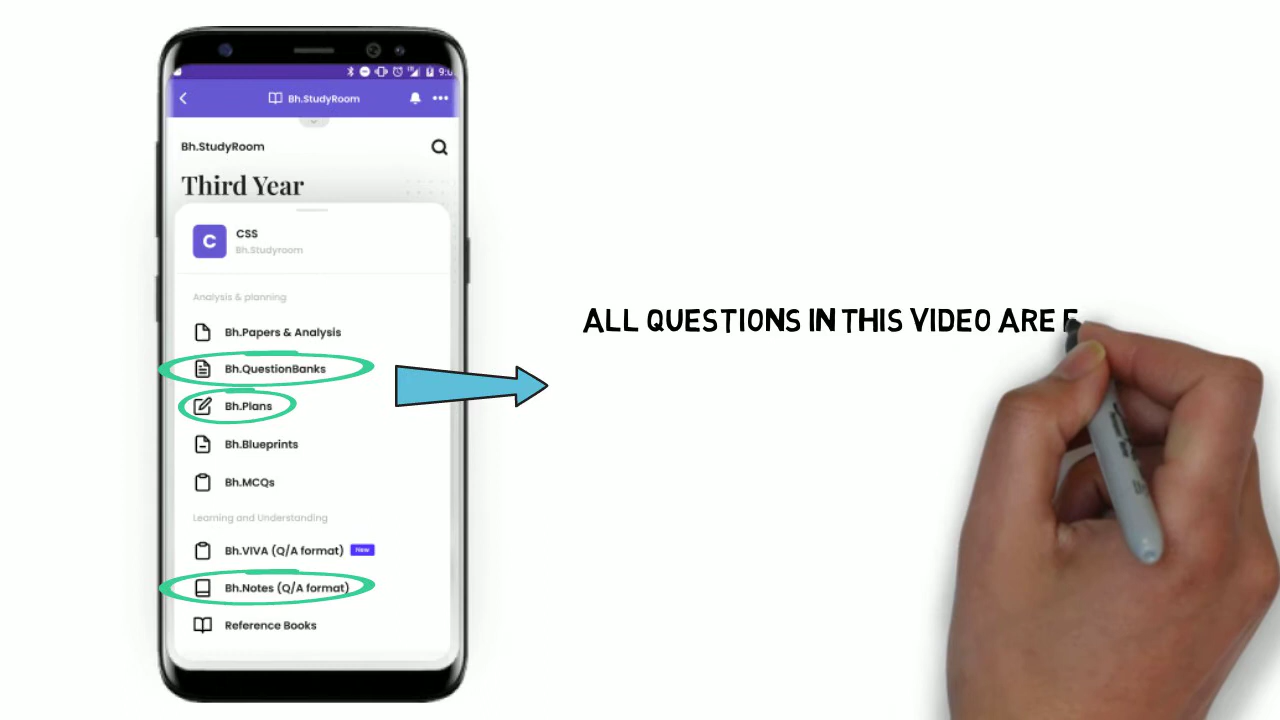 Bh.StudyRoom
Bh.StudyRoom
Third Year
C
CSS
Bh.Studyroom
Analysis & planning
Bh.Papers & Analysis
Bh.QuestionBanks
Bh.Plans
Bh.Blueprints
Bh.MCQs
Learning and Understanding
Bh.VIVA (Q/A format) New
Bh.Notes (Q/A format)
Reference Books
ALL QUESTIONS IN THIS VIDEO ARE